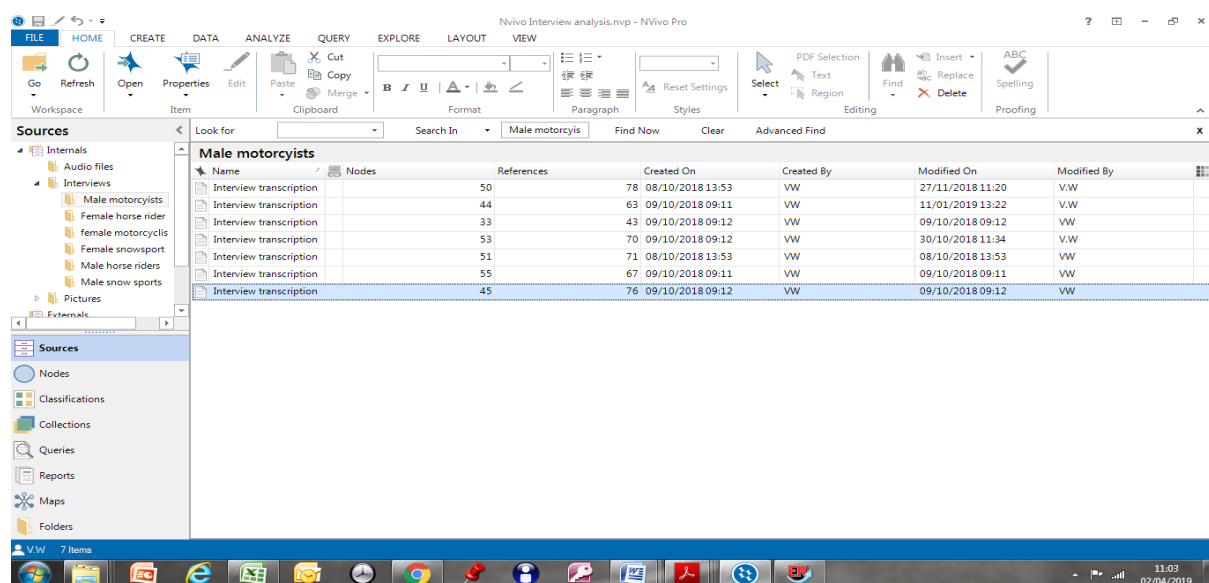 Nvivo Interview analysis.nvp - NVivo Pro
FILE HOME CREATE DATA ANALYZE QUERY EXPLORE LAYOUT VIEW
Go Refresh Open Properties Edit Paste Cut Copy Merge
B I U A Reset Settings
Select PDF Selection Text Region Find Insert Replace Delete ABC Spelling
Workspace Item Clipboard Format Paragraph Styles Editing Proofing
Sources Look for Search In Male motorcyis Find Now Clear Advanced Find x
Internals
Audio files
Interviews
Male motorcyists
Female horse rider
female motorcyclis
Female snowsport
Male horse riders
Male snow sports
Pictures
Externals
Sources
Nodes
Classifications
Collections
Queries
Reports
Maps
Folders
Male motorcyists
Name Nodes References Created On Created By Modified On Modified By
Interview transcription 50 78 08/10/2018 13:53 VW 27/11/2018 11:20 V.W
Interview transcription 44 63 09/10/2018 09:11 VW 11/01/2019 13:22 V.W
Interview transcription 33 43 09/10/2018 09:12 VW 09/10/2018 09:12 VW
Interview transcription 53 70 09/10/2018 09:12 VW 30/10/2018 11:34 V.W
Interview transcription 51 71 08/10/2018 13:53 VW 08/10/2018 13:53 VW
Interview transcription 55 67 09/10/2018 09:11 VW 09/10/2018 09:11 VW
Interview transcription 45 76 09/10/2018 09:12 VW 09/10/2018 09:12 VW
V.W 7 Items
11:03
02/04/2019